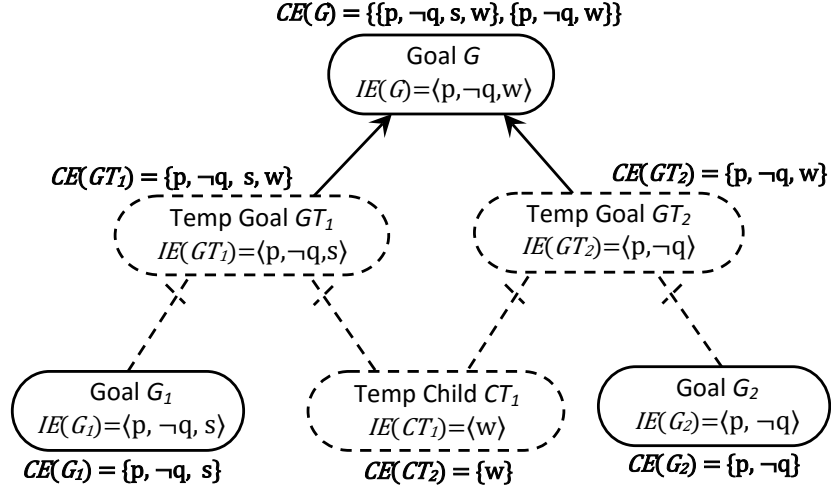 CE(G) = {{p, ¬q, s, w}, {p, ¬q, w}}
Goal G
IE(G)=⟨p,¬q,w⟩
CE(GT₁) = {p, ¬q, s, w}
CE(GT₂) = {p, ¬q, w}
Temp Goal GT₁
IE(GT₁)=⟨p,¬q,s⟩
Temp Goal GT₂
IE(GT₂)=⟨p,¬q⟩
Goal G₁
IE(G₁)=⟨p, ¬q, s⟩
CE(G₁) = {p, ¬q, s}
Temp Child CT₁
IE(CT₁)=⟨w⟩
CE(CT₂) = {w}
Goal G₂
IE(G₂)=⟨p, ¬q⟩
CE(G₂) = {p, ¬q}